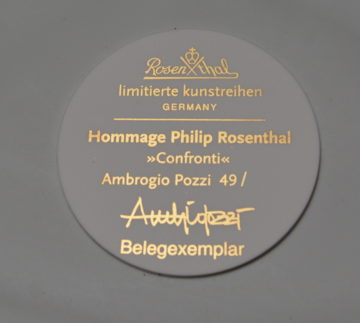 Rosenthal
limitierte kunstreihen
GERMANY
Hommage Philip Rosenthal
»Confronti«
Ambrogio Pozzi 49 /
Belegexemplar